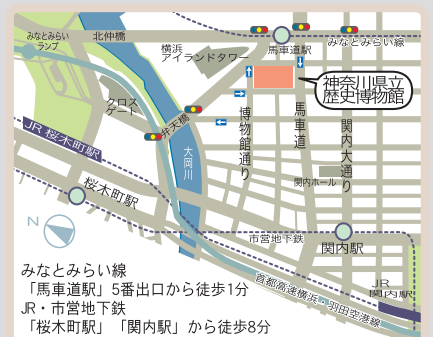 みなとみらい
ランプ
北仲橋
横浜
アイランドタワー
馬車道駅
みなとみらい線
神奈川県立
歴史博物館
クロス
ゲート
弁天橋
博物館通り
馬車道
関内大通り
JR 桜木町駅
大岡川
関内ホール
桜木町駅
N
市営地下鉄
関内駅
みなとみらい線
「馬車道駅」5番出口から徒歩1分
JR・市営地下鉄
「桜木町駅」「関内駅」から徒歩8分
首都高速横浜・羽田空港線
JR
関内駅